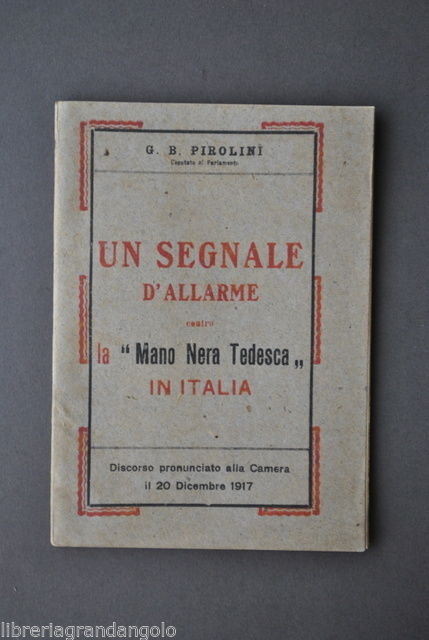 G. B. PIROLINI
Deputato al Parlamento
UN SEGNALE
D'ALLARME
contro
la "Mano Nera Tedesca„
IN ITALIA
Discorso pronunciato alla Camera
il 20 Dicembre 1917
libreriagrandangolo